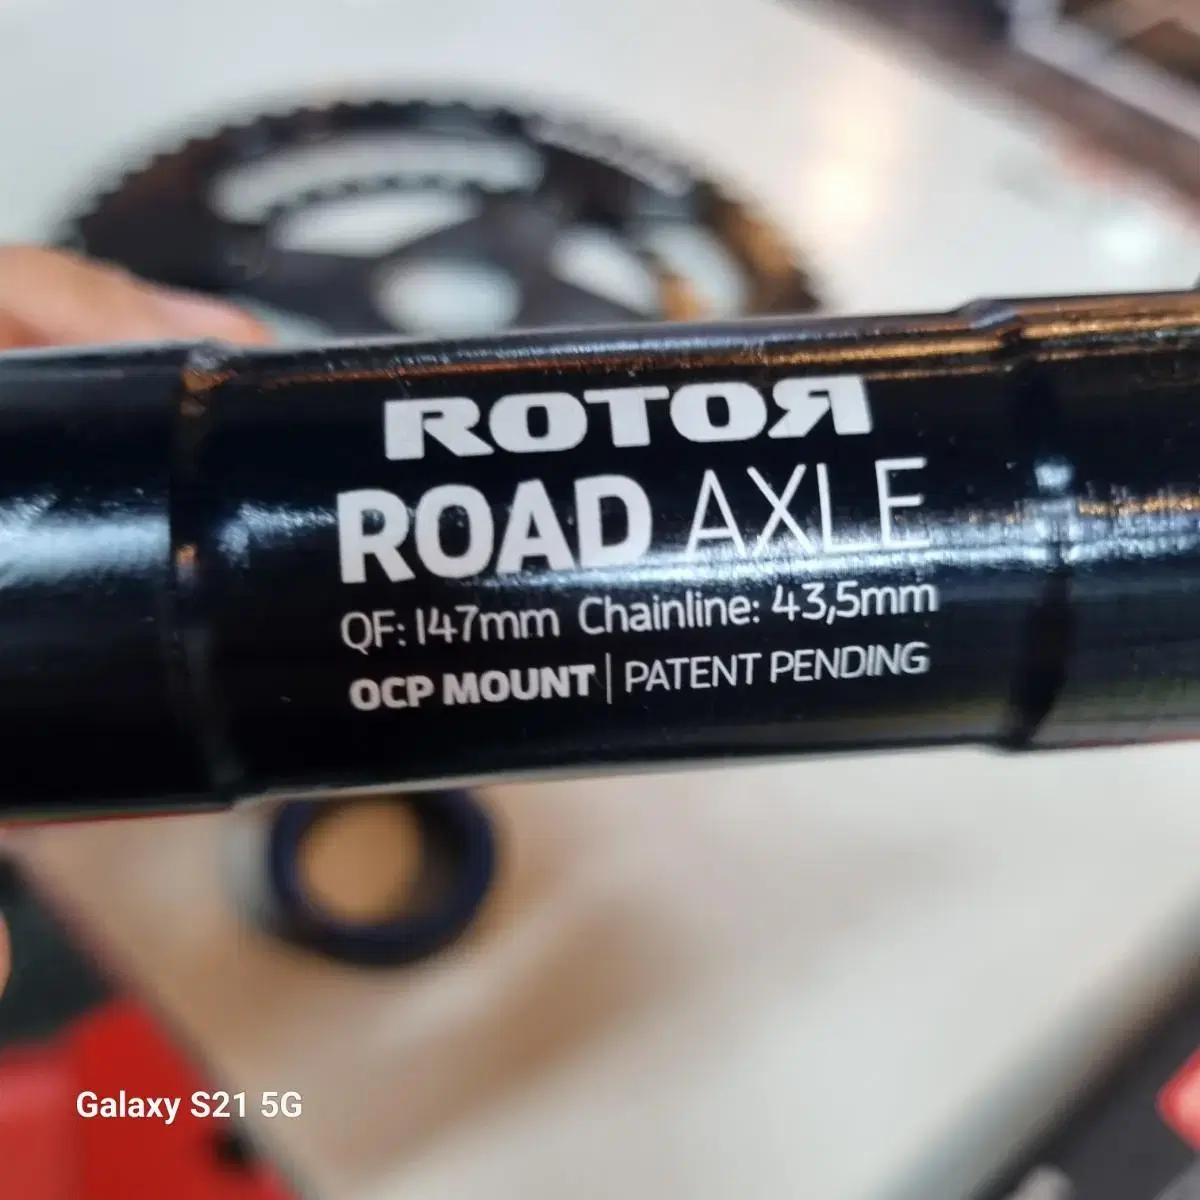 ROTOR
ROAD AXLE
QF: 147mm Chainline: 43,5mm
OCP MOUNT | PATENT PENDING
Galaxy S21 5G